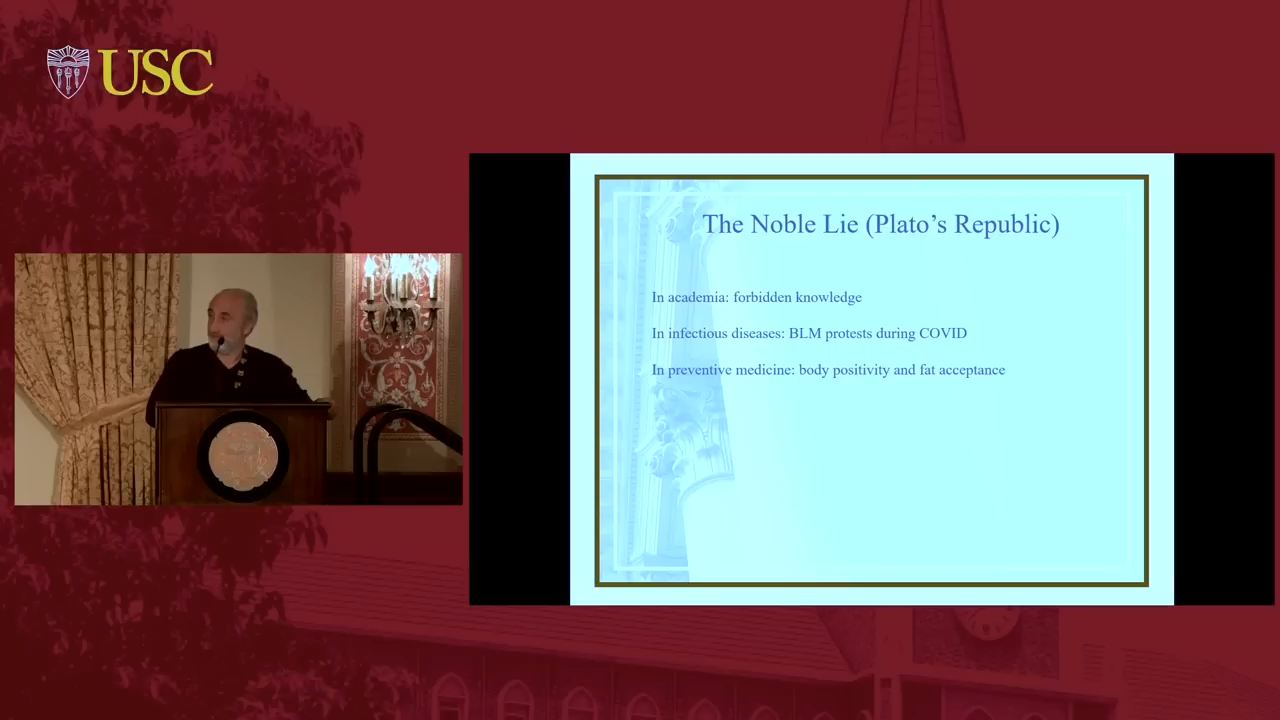 USC
The Noble Lie (Plato’s Republic)
In academia: forbidden knowledge
In infectious diseases: BLM protests during COVID
In preventive medicine: body positivity and fat acceptance